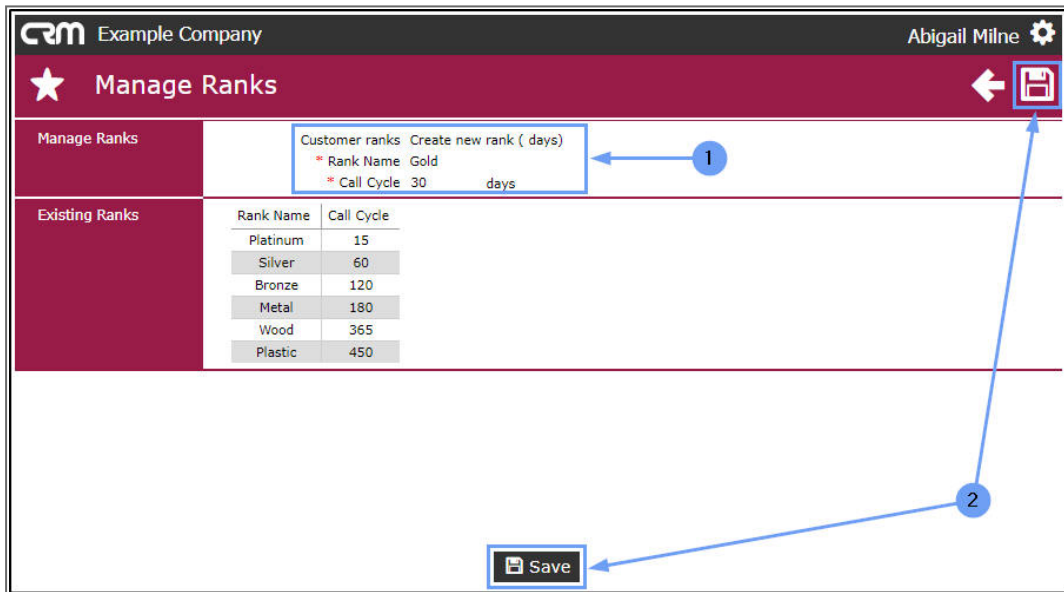 CRM Example Company Abigail Milne
Manage Ranks
Manage Ranks
Customer ranks Create new rank ( days)
* Rank Name Gold
* Call Cycle 30 days
1
Existing Ranks
Rank Name Call Cycle
Platinum 15
Silver 60
Bronze 120
Metal 180
Wood 365
Plastic 450
2
Save